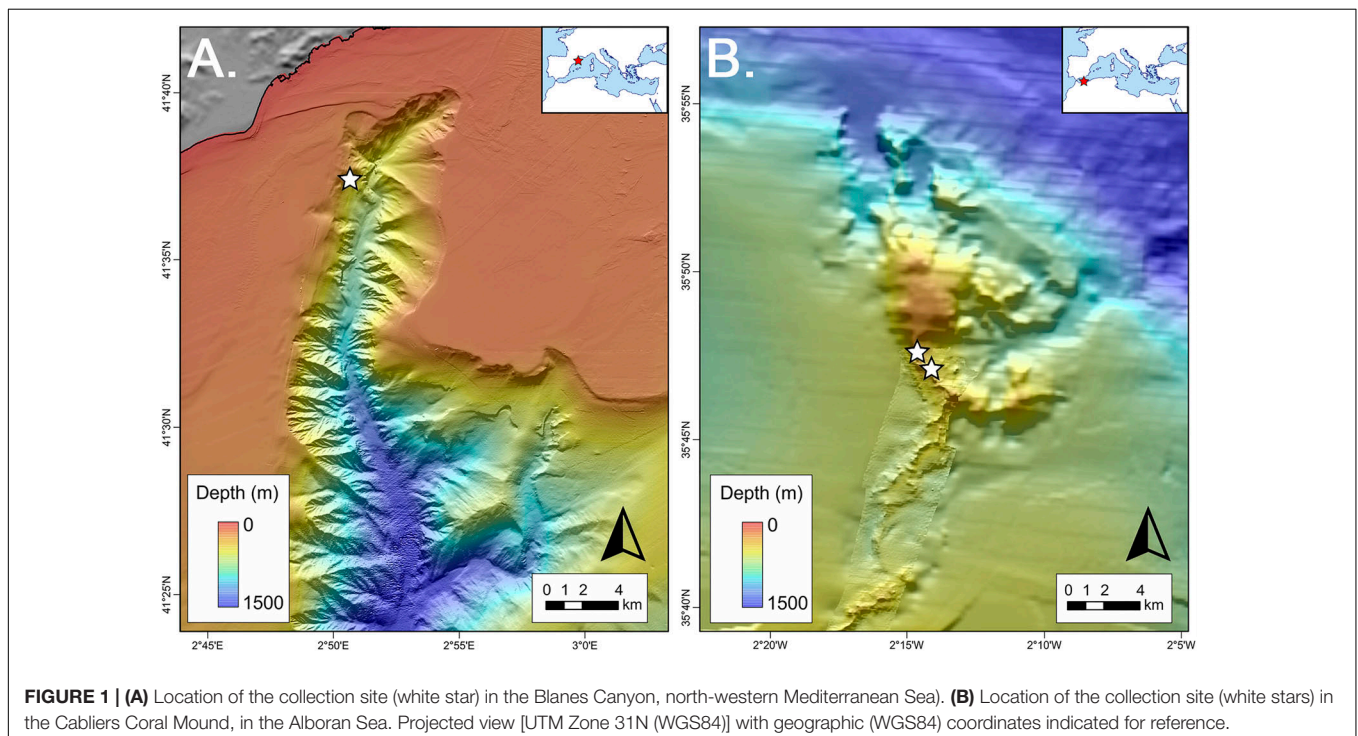 A.
B.
41°40'N
41°35'N
41°30'N
41°25'N
2°45'E
2°50'E
2°55'E
3°0'E
Depth (m)
0
1500
0 1 2 4
km
35°55'N
35°50'N
35°45'N
35°40'N
2°20'W
2°15'W
2°10'W
2°5'W
Depth (m)
0
1500
0 1 2 4
km
FIGURE 1 | (A) Location of the collection site (white star) in the Blanes Canyon, north-western Mediterranean Sea). (B) Location of the collection site (white stars) in
the Cabliers Coral Mound, in the Alboran Sea. Projected view [UTM Zone 31N (WGS84)] with geographic (WGS84) coordinates indicated for reference.